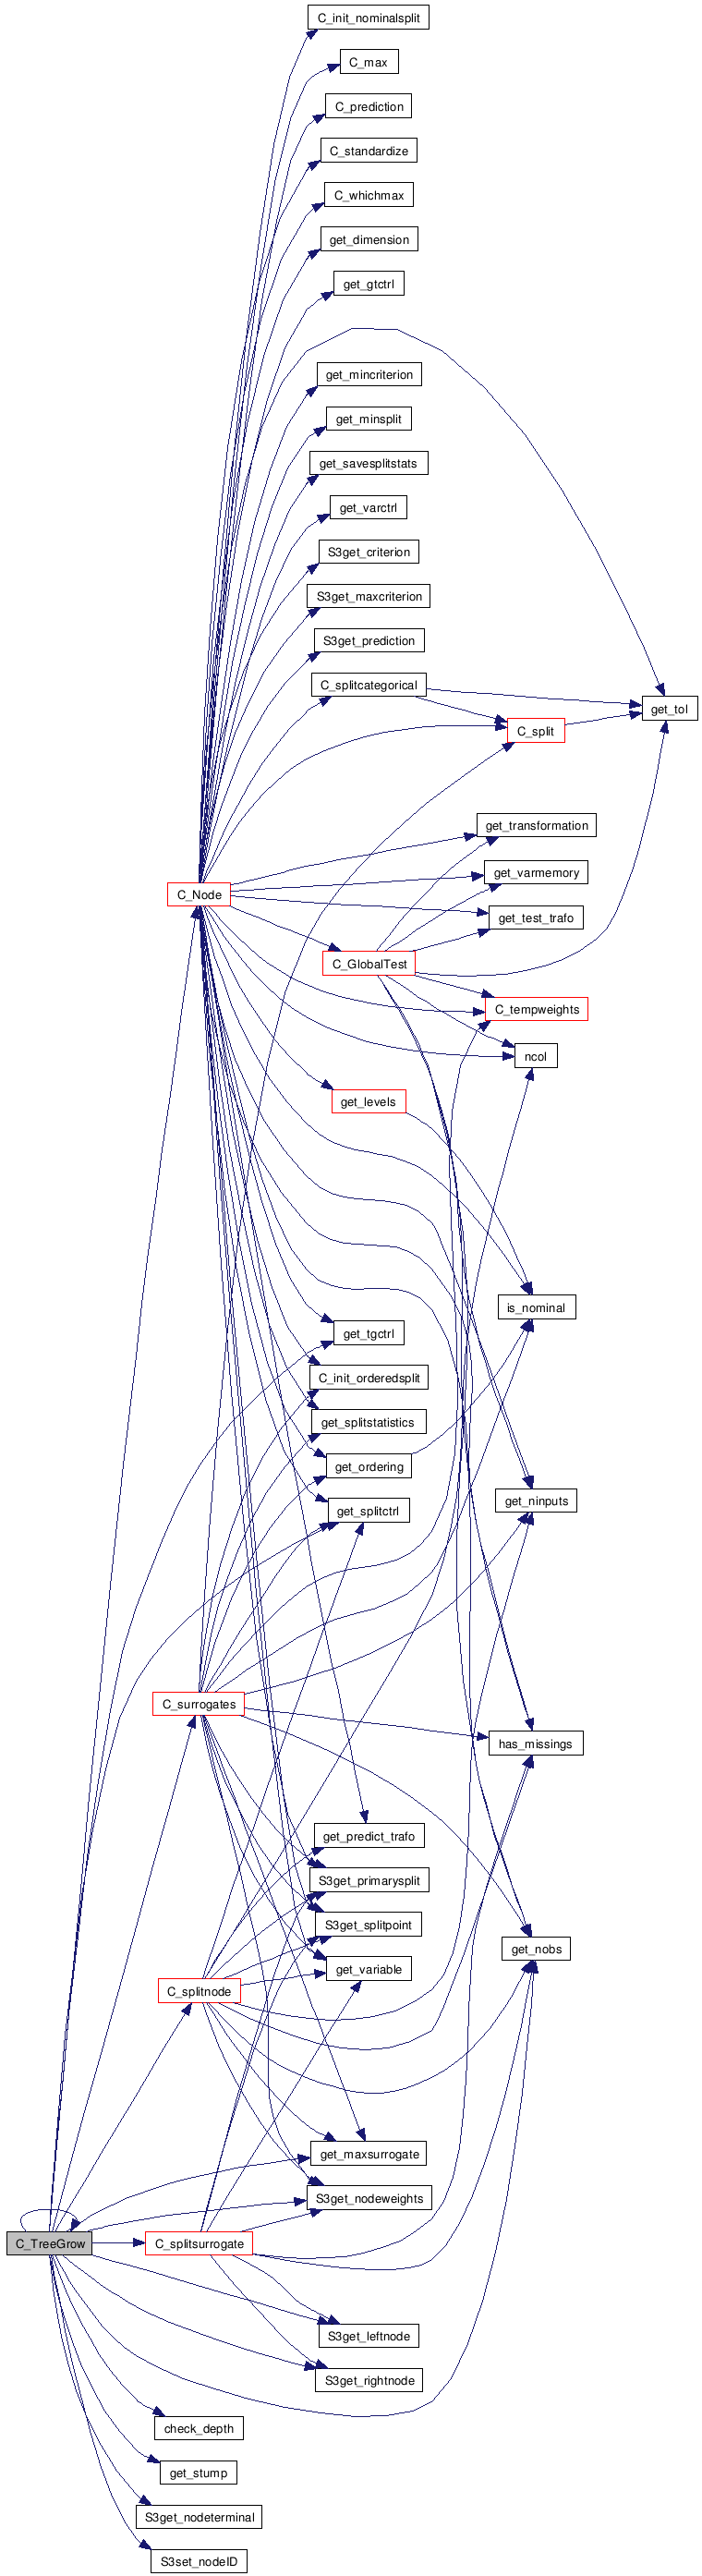 C_init_nominalsplit
C_max
C_prediction
C_standardize
C_whichmax
get_dimension
get_gtctrl
get_mincriterion
get_minsplit
get_savesplitstats
get_varctrl
S3get_criterion
S3get_maxcriterion
S3get_prediction
C_splitcategorical
get_tol
C_split
get_transformation
get_varmemory
C_Node
get_test_trafo
C_GlobalTest
C_tempweights
ncol
get_levels
is_nominal
get_tgctrl
C_init_orderedsplit
get_splitstatistics
get_ordering
get_ninputs
get_splitctrl
C_surrogates
has_missings
get_predict_trafo
S3get_primarysplit
S3get_splitpoint
get_nobs
get_variable
C_splitnode
get_maxsurrogate
S3get_nodeweights
C_TreeGrow
C_splitsurrogate
S3get_leftnode
S3get_rightnode
check_depth
get_stump
S3get_nodeterminal
S3set_nodeID